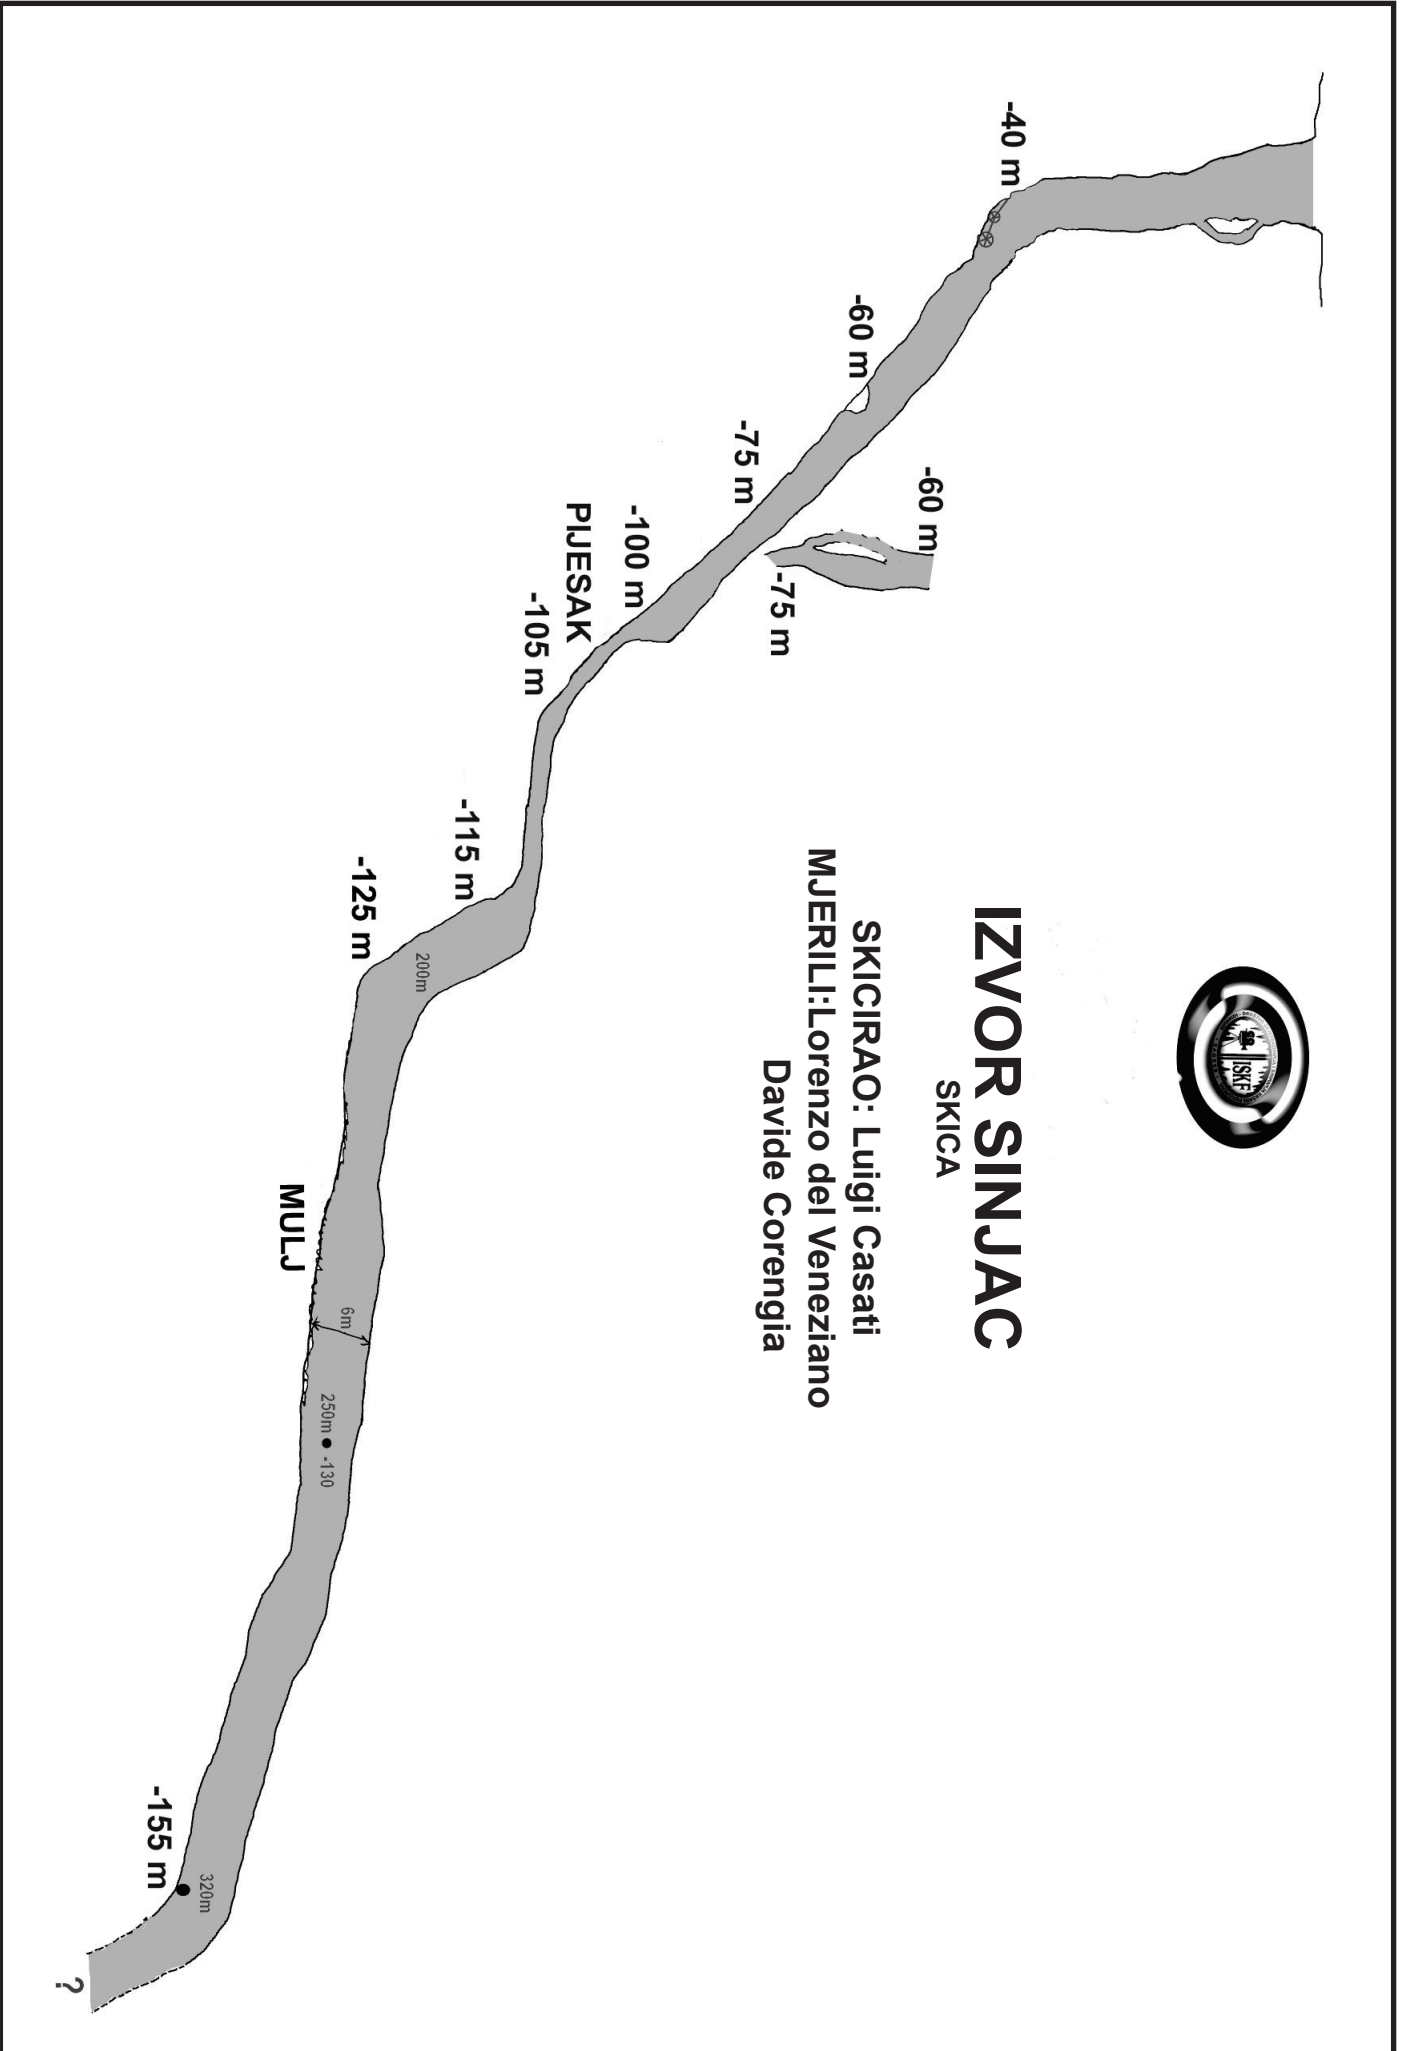 ISKF
IZVOR SINJAC
SKICA
SKICIRAO: Luigi Casati
MJERILI:Lorenzo del Veneziano
Davide Corengia
-40 m
-60 m
-75 m
-60 m
-75 m
-100 m
PIJESAK
-105 m
-115 m
-125 m
200m
MULJ
6m
250m
-130
-155 m
320m
?